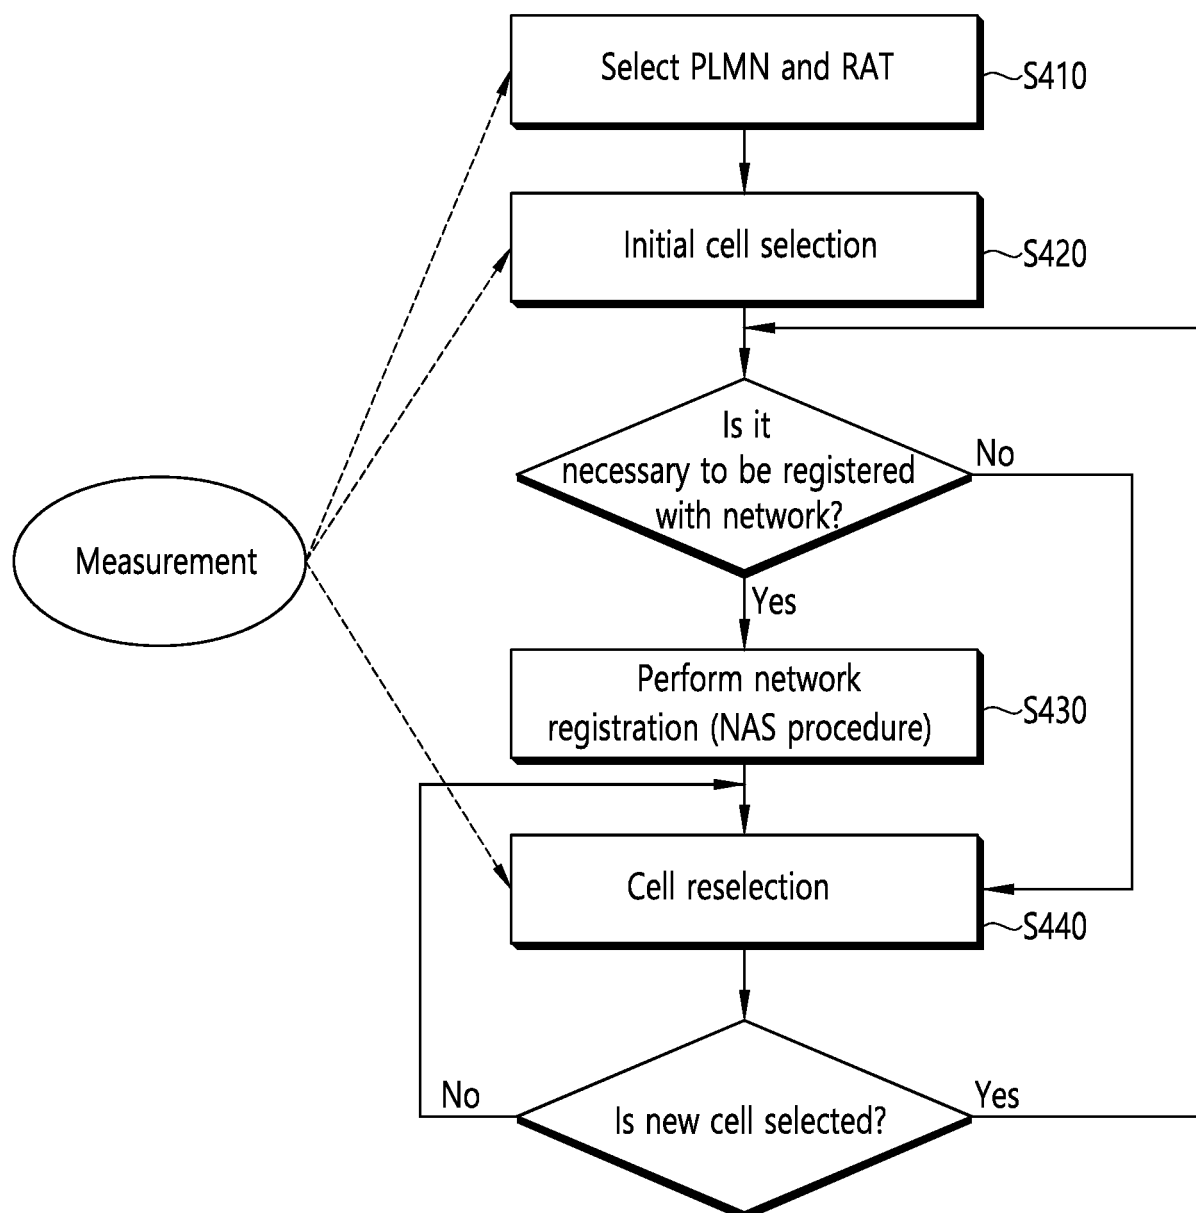 Select PLMN and RAT
S410
Initial cell selection
S420
Is it
necessary to be registered
with network?
No
Measurement
Yes
Perform network
registration (NAS procedure)
S430
Cell reselection
S440
No
Is new cell selected?
Yes